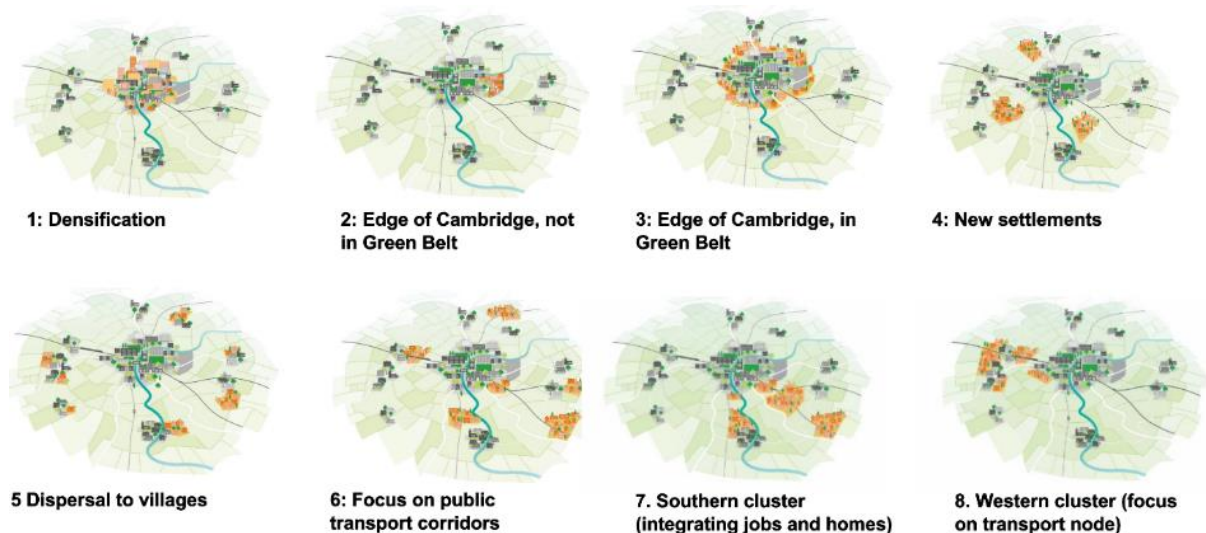 1: Densification
2: Edge of Cambridge, not
in Green Belt
3: Edge of Cambridge, in
Green Belt
4: New settlements
5 Dispersal to villages
6: Focus on public
transport corridors
7. Southern cluster
(integrating jobs and homes)
8. Western cluster (focus
on transport node)